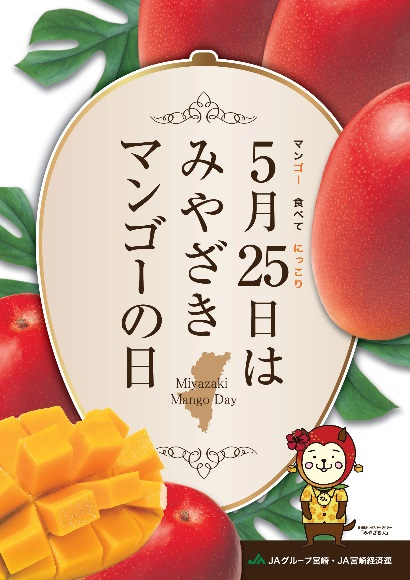 マンゴー 食べて にっこり
5月25日は
みやざき
マンゴーの日
Miyazaki
Mango Day
JAグループ宮崎・JA宮崎経済連